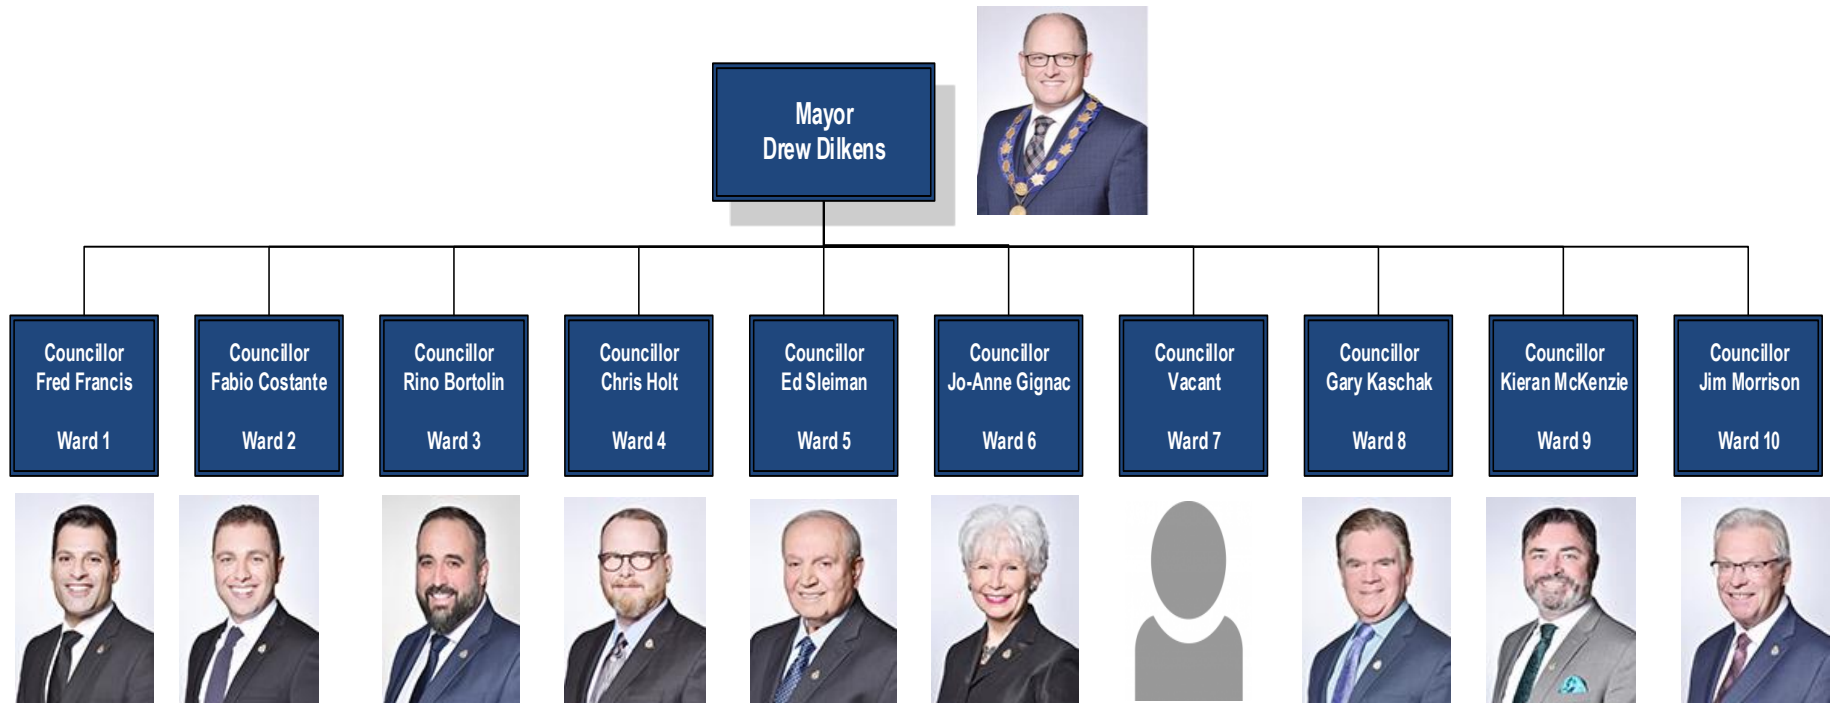 Mayor
Drew Dilkens
Councillor
Fred Francis
Ward 1
Councillor
Fabio Costante
Ward 2
Councillor
Rino Bortolin
Ward 3
Councillor
Chris Holt
Ward 4
Councillor
Ed Sleiman
Ward 5
Councillor
Jo-Anne Gignac
Ward 6
Councillor
Vacant
Ward 7
Councillor
Gary Kaschak
Ward 8
Councillor
Kieran McKenzie
Ward 9
Councillor
Jim Morrison
Ward 10